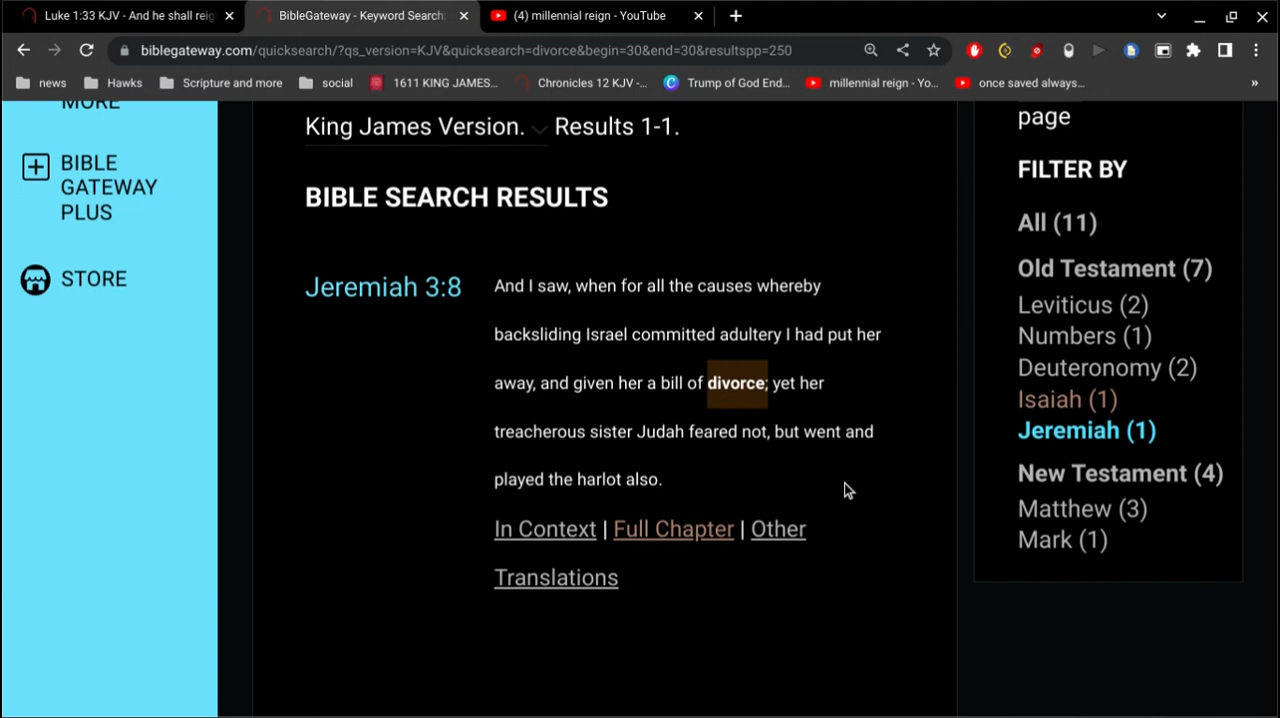 Luke 1:33 KJV - And he shall reig
BibleGateway - Keyword Search:
(4) millennial reign - YouTube
biblegateway.com/quicksearch/?qs_version=KJV&quicksearch=divorce&begin=30&end=30&resultspp=250
news
Hawks
Scripture and more
social
1611 KING JAMES...
Chronicles 12 KJV -...
Trump of God End...
millennial reign - Yo...
once saved always...
»
MORE
BIBLE
GATEWAY
PLUS
STORE
King James Version. Results 1-1.
BIBLE SEARCH RESULTS
Jeremiah 3:8
And I saw, when for all the causes whereby
backsliding Israel committed adultery I had put her
away, and given her a bill of divorce; yet her
treacherous sister Judah feared not, but went and
played the harlot also.
In Context | Full Chapter | Other
Translations
page
FILTER BY
All (11)
Old Testament (7)
Leviticus (2)
Numbers (1)
Deuteronomy (2)
Isaiah (1)
Jeremiah (1)
New Testament (4)
Matthew (3)
Mark (1)